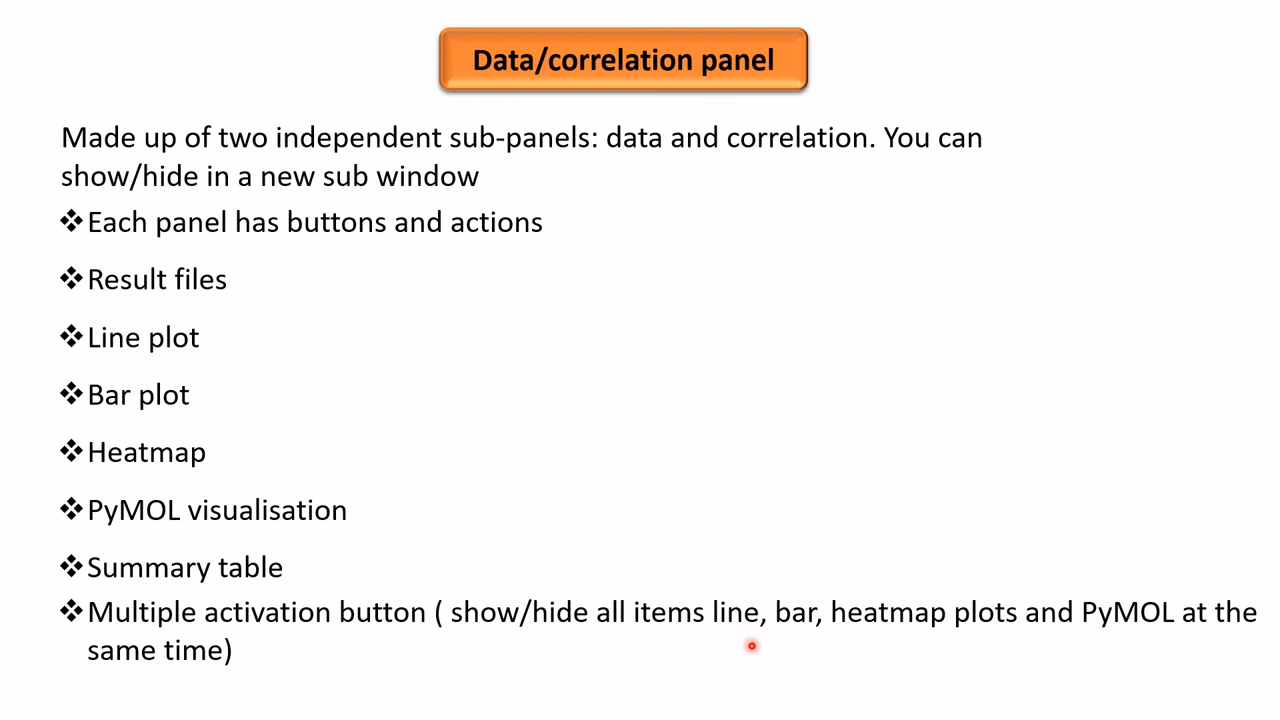 Data/correlation panel
Made up of two independent sub-panels: data and correlation. You can
show/hide in a new sub window
❖Each panel has buttons and actions
❖Result files
❖Line plot
❖Bar plot
❖Heatmap
❖PyMOL visualisation
❖Summary table
❖Multiple activation button ( show/hide all items line, bar, heatmap plots and PyMOL at the
same time)